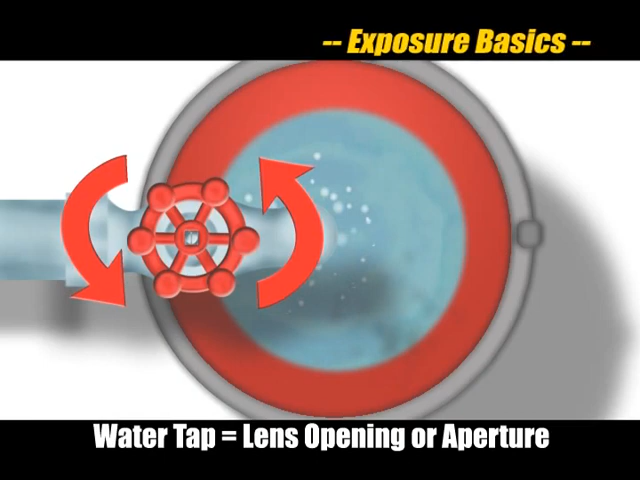 -- Exposure Basics --
Water Tap = Lens Opening or Aperture